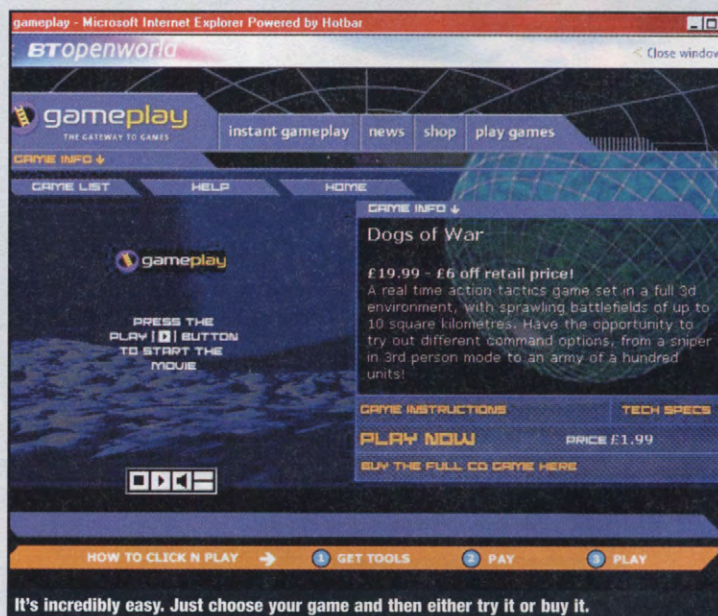 gameplay - Microsoft Internet Explorer Powered by Hotbar
BTopenworld
< Close window
gameplay
THE GATEWAY TO GAMES
instant gameplay
news
shop
play games
GAME INFO
GAME LIST
HELP
HOME
gameplay
PRESS THE
PLAY | | BUTTON
TO START THE
MOVIE
GAME INFO
Dogs of War
£19.99 - £6 off retail price!
A real time action tactics game set in a full 3d
environment, with sprawling battlefields of up to
10 square kilometres. Have the opportunity to
try out different command options, from a sniper
in 3rd person mode to an army of a hundred
units!
GAME INSTRUCTIONS
TECH SPECS
PLAY NOW
PRICE £1.99
BUY THE FULL CD GAME HERE
HOW TO CLICK N PLAY
1 GET TOOLS
2 PAY
3 PLAY
It's incredibly easy. Just choose your game and then either try it or buy it.